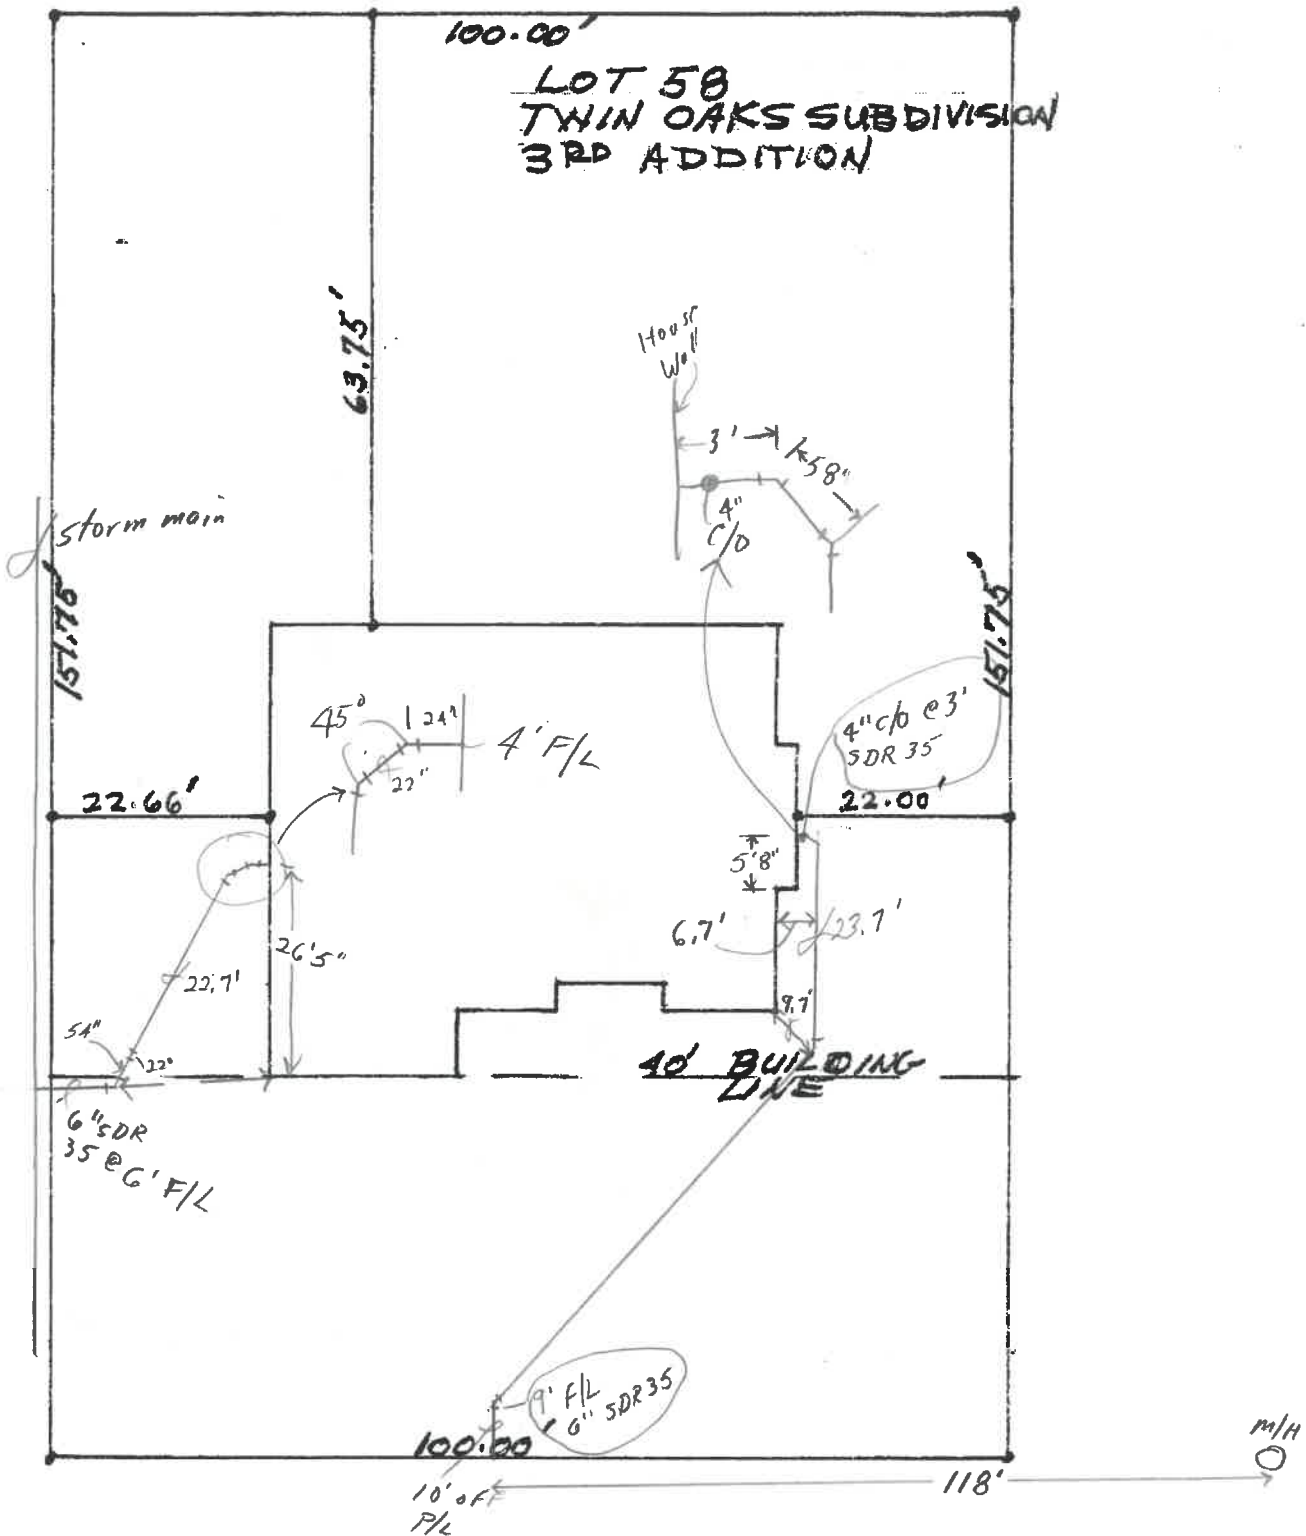 100.00'
LOT 58
TWIN OAKS SUBDIVISION
3RD ADDITION
63.75'
House
Wall
3'
58"
4"
C/O
storm main
151.75'
151.75'
45°
24"
22"
4' F/L
4" C/O @ 3'
SDR 35
22.66'
22.00'
5'8"
6.7'
23.7'
26'5"
22.7'
9.7'
54"
22°
40' BUILDING
LINE
6" SDR
35 @ 6' F/L
9' F/L
6" SDR 35
100.00'
10' OFF
P/L
118'
M/H